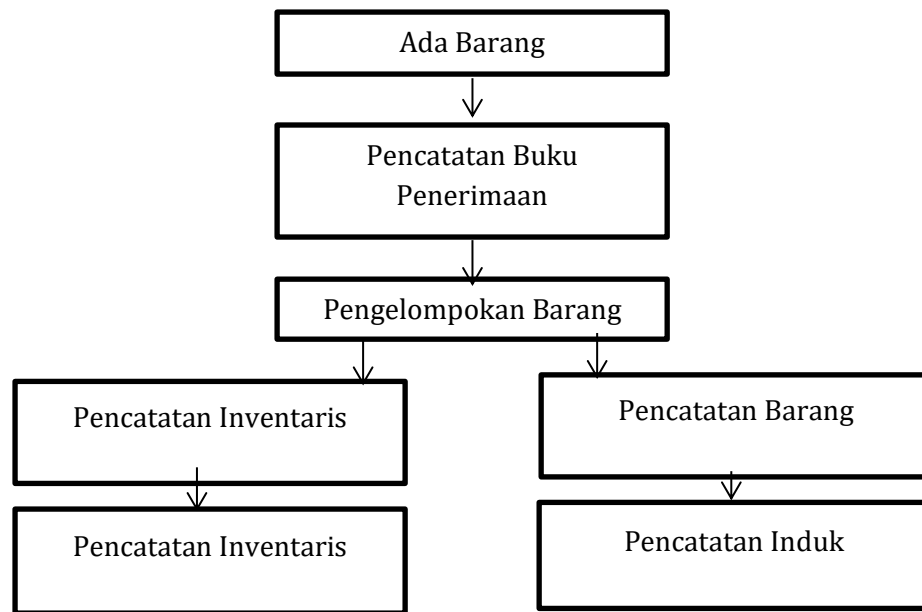 Ada Barang
Pencatatan Buku
Penerimaan
Pengelompokan Barang
Pencatatan Inventaris
Pencatatan Barang
Pencatatan Inventaris
Pencatatan Induk